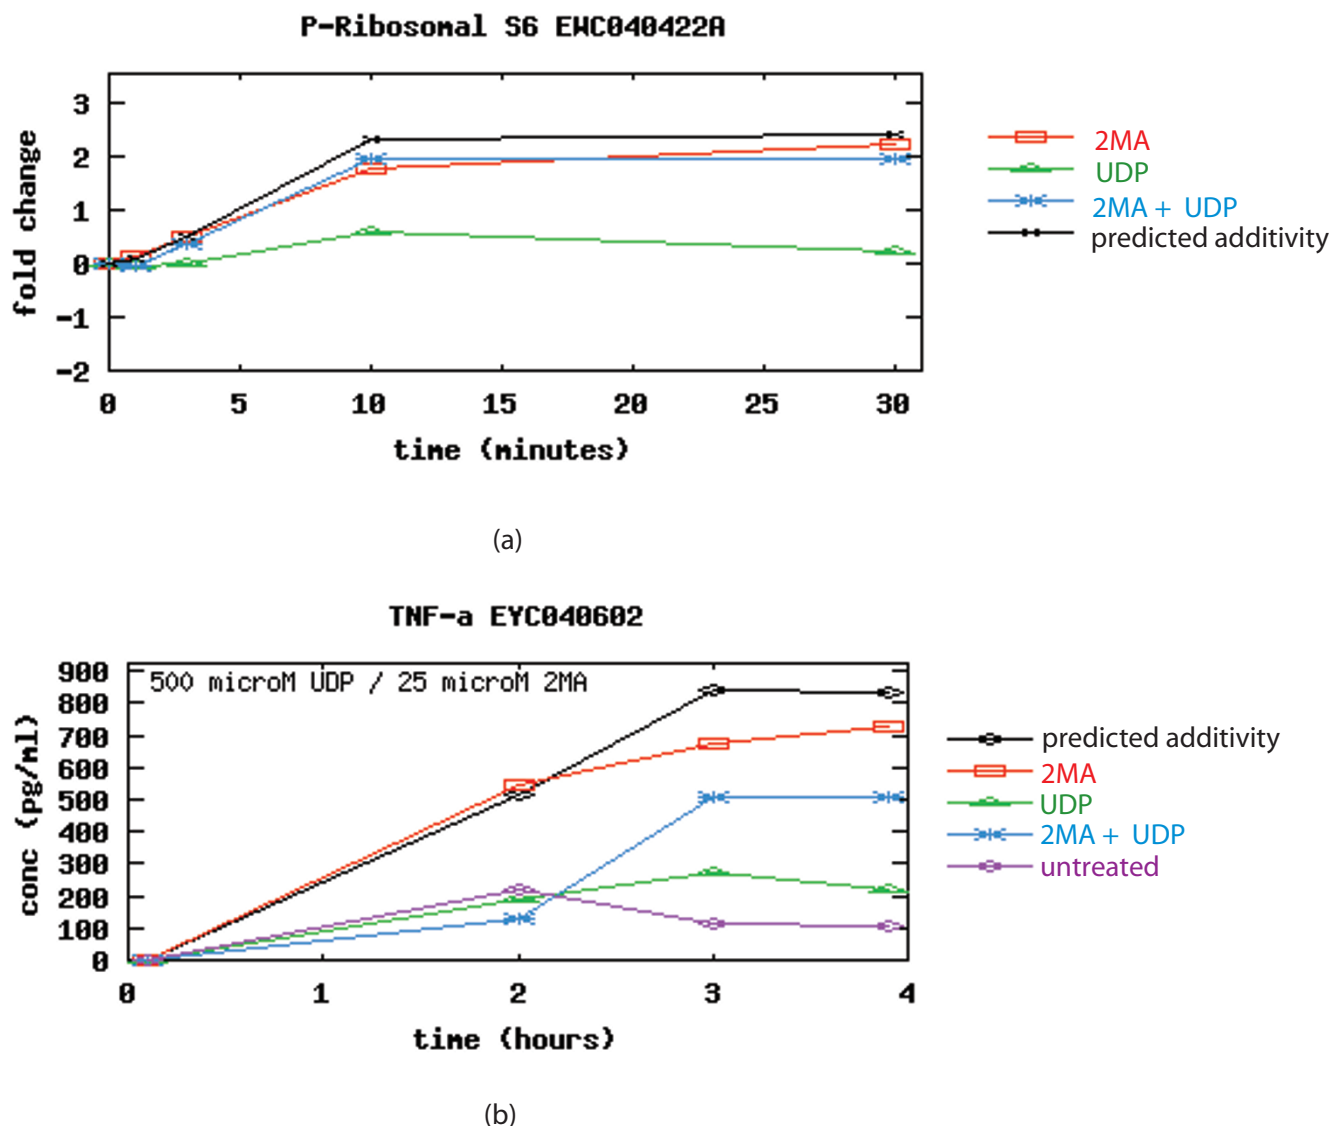 P-Ribosomal S6 EWC040422A
3
2
1
0
-1
-2
fold change
0 5 10 15 20 25 30
time (minutes)
2MA
UDP
2MA + UDP
predicted additivity
(a)
TNF-a EYC040602
500 microM UDP / 25 microM 2MA
900
800
700
600
500
400
300
200
100
0
conc (pg/ml)
0 1 2 3 4
time (hours)
predicted additivity
2MA
UDP
2MA + UDP
untreated
(b)